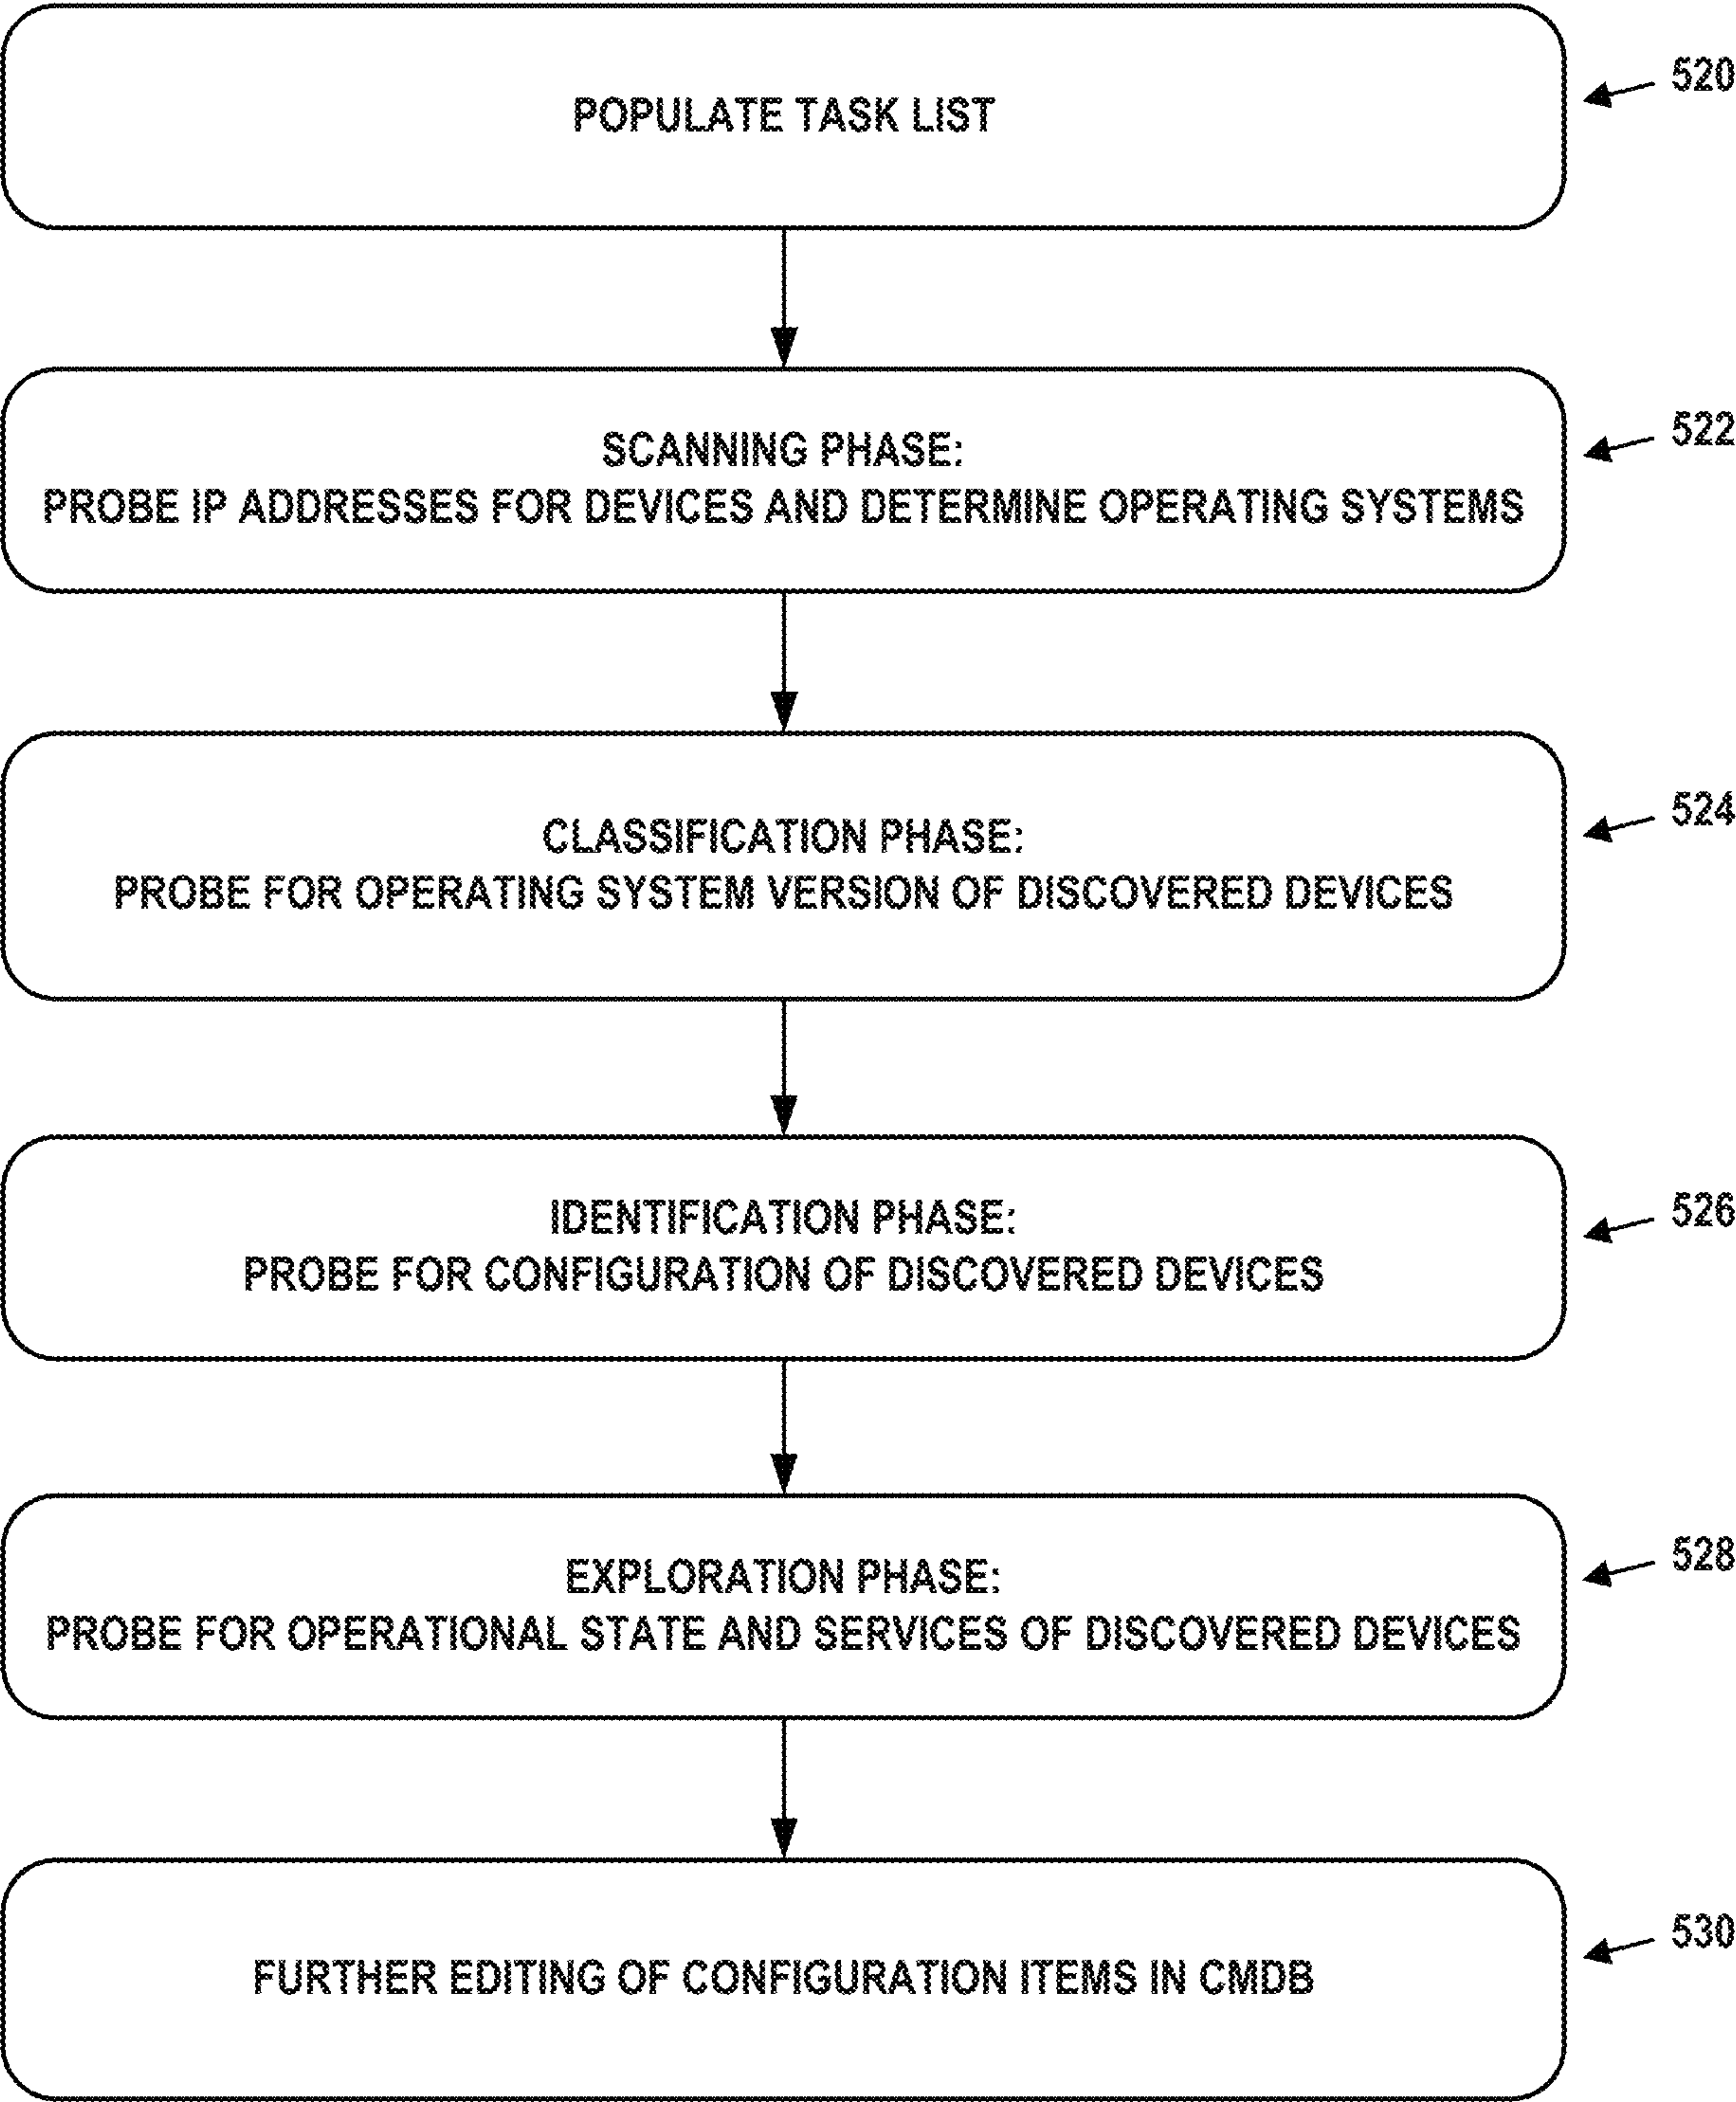 POPULATE TASK LIST
520
SCANNING PHASE:
PROBE IP ADDRESSES FOR DEVICES AND DETERMINE OPERATING SYSTEMS
522
CLASSIFICATION PHASE:
PROBE FOR OPERATING SYSTEM VERSION OF DISCOVERED DEVICES
524
IDENTIFICATION PHASE:
PROBE FOR CONFIGURATION OF DISCOVERED DEVICES
526
EXPLORATION PHASE:
PROBE FOR OPERATIONAL STATE AND SERVICES OF DISCOVERED DEVICES
528
FURTHER EDITING OF CONFIGURATION ITEMS IN CMDB
530